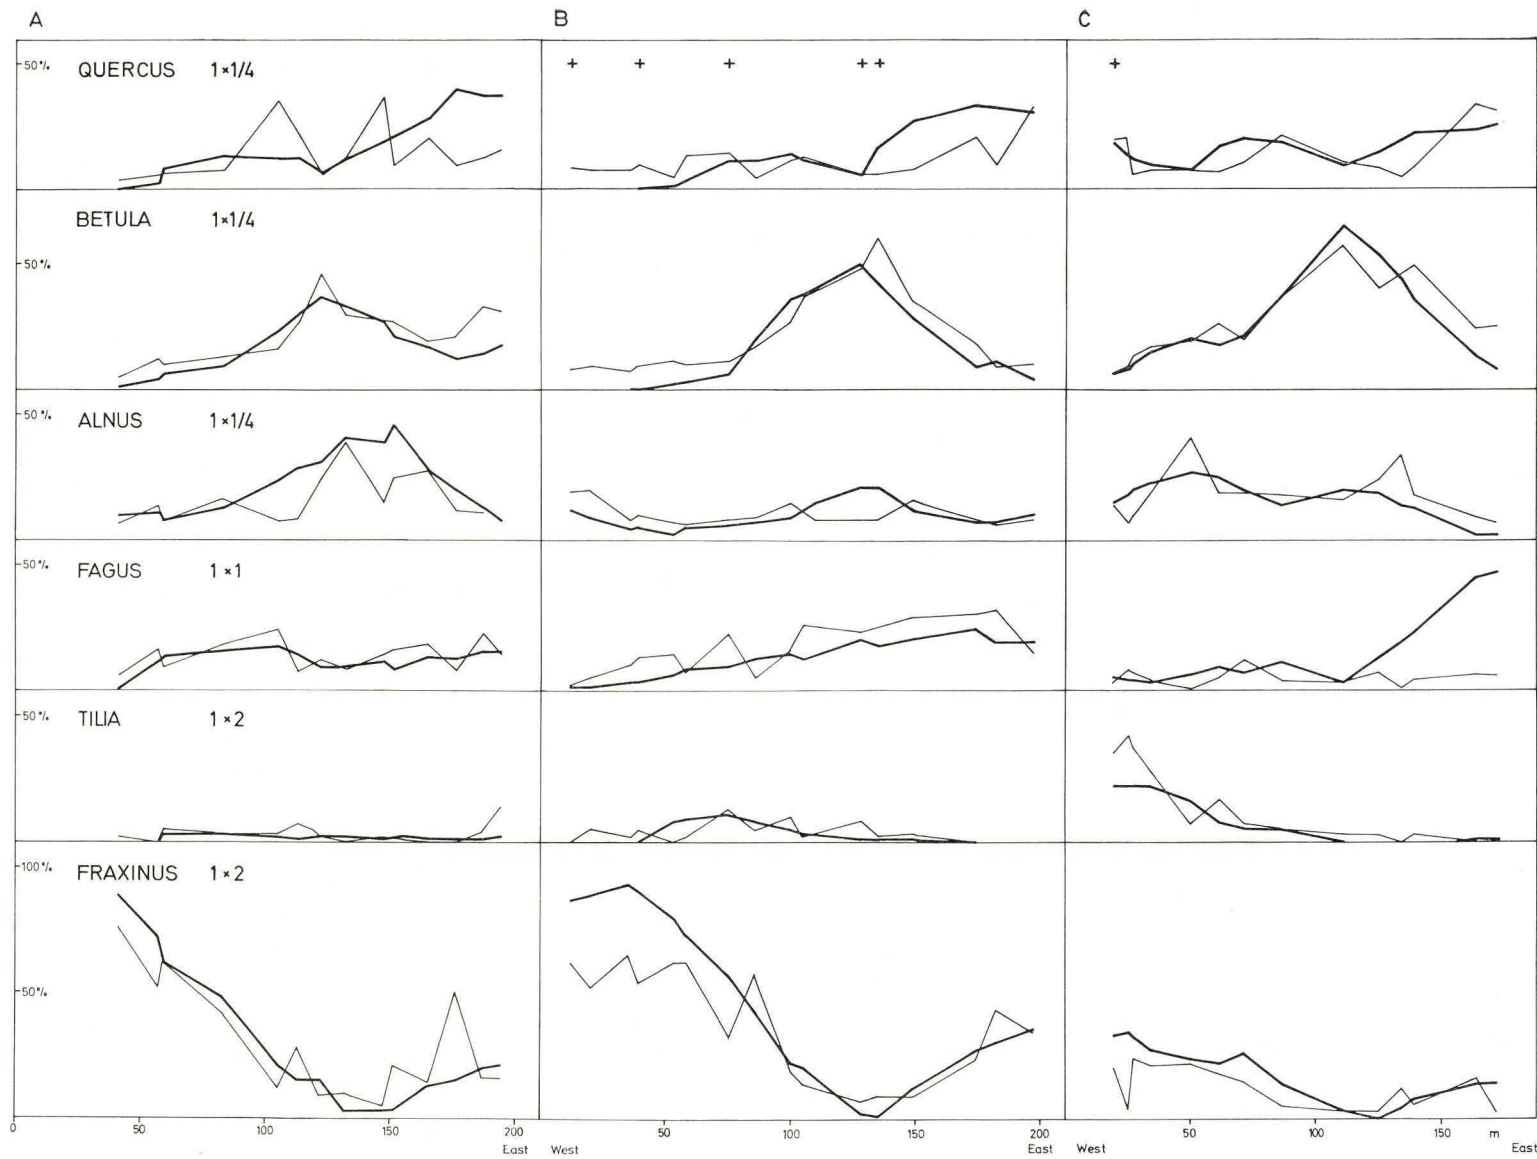 A B C
50% QUERCUS 1×1/4 + + + + + +
BETULA 1×1/4
50%
50% ALNUS 1×1/4
50% FAGUS 1×1
50% TILIA 1×2
100% FRAXINUS 1×2
50%
0 50 100 150 200 50 100 150 200 50 100 150 m
East West East West East